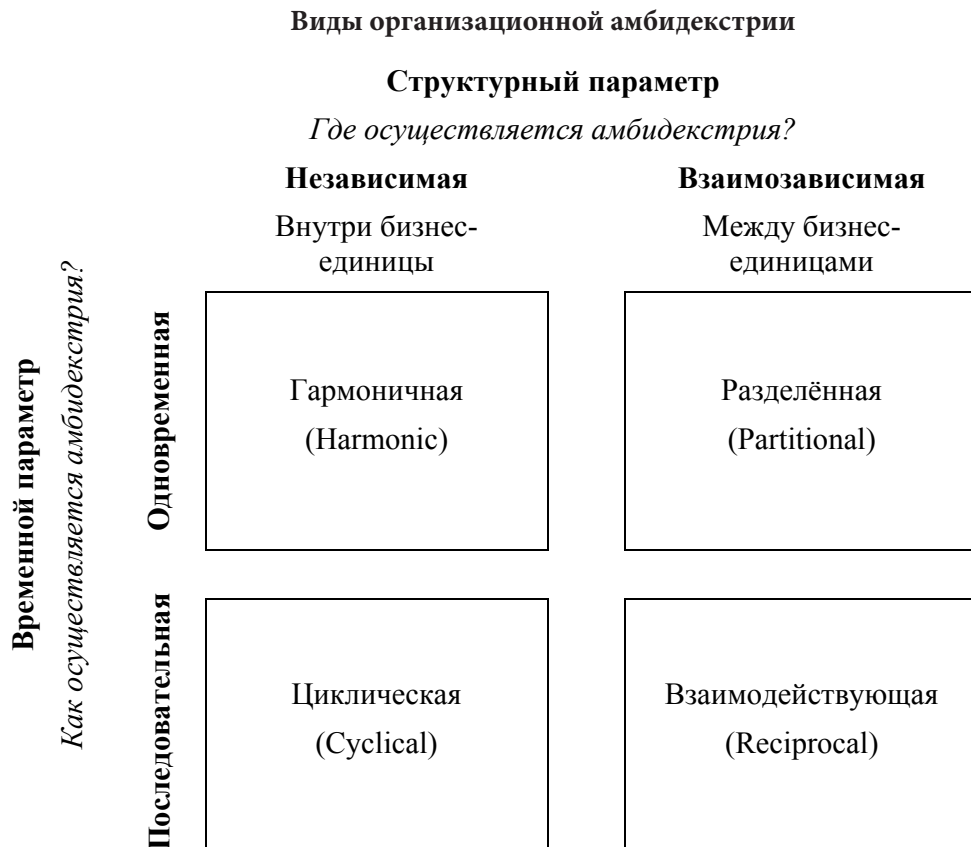 Виды организационной амбидекстрии
Структурный параметр
Где осуществляется амбидекстрия?
Независимая
Взаимозависимая
Внутри бизнес-
единицы
Между бизнес-
единицами
Временной параметр
Как осуществляется амбидекстрия?
Одновременная
Гармоничная
(Harmonic)
Разделённая
(Partitional)
Последовательная
Циклическая
(Cyclical)
Взаимодействующая
(Reciprocal)